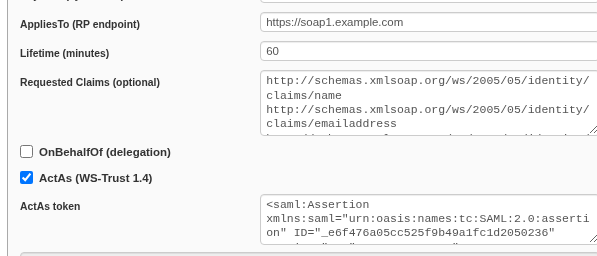 AppliesTo (RP endpoint)
https://soap1.example.com
Lifetime (minutes)
60
Requested Claims (optional)
http://schemas.xmlsoap.org/ws/2005/05/identity/
claims/name
http://schemas.xmlsoap.org/ws/2005/05/identity/
claims/emailaddress
OnBehalfOf (delegation)
ActAs (WS-Trust 1.4)
ActAs token
<saml:Assertion
xmlns:saml="urn:oasis:names:tc:SAML:2.0:asserti
on" ID="_e6f476a05cc525f9b49a1fc1d2050236"